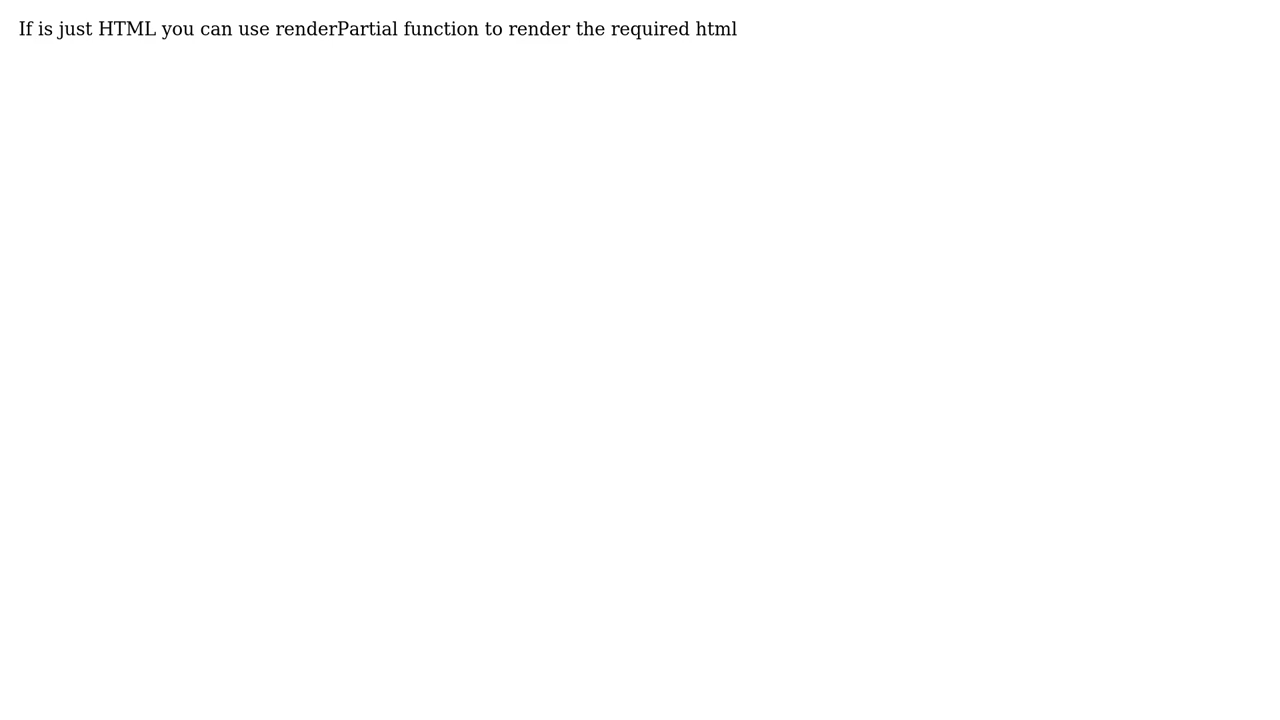 If is just HTML you can use renderPartial function to render the required html